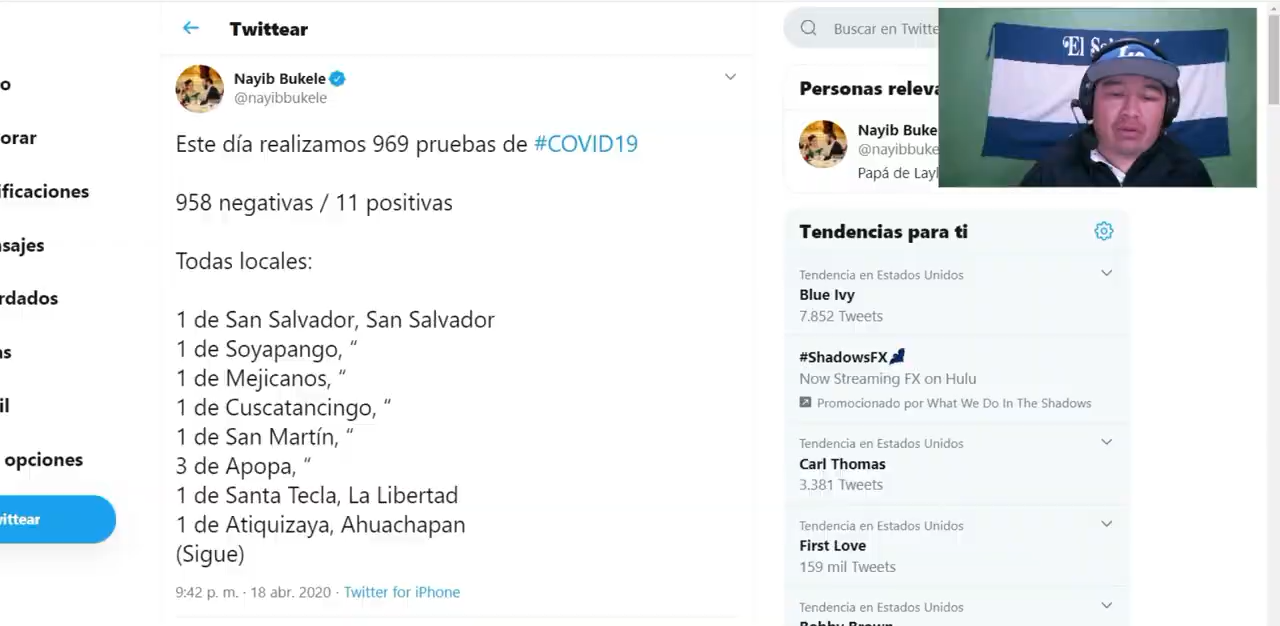 Twittear
Nayib Bukele
@nayibbukele
Este día realizamos 969 pruebas de #COVID19
958 negativas / 11 positivas
Todas locales:
1 de San Salvador, San Salvador
1 de Soyapango, “
1 de Mejicanos, “
1 de Cuscatancingo, “
1 de San Martín, “
3 de Apopa, “
1 de Santa Tecla, La Libertad
1 de Atiquizaya, Ahuachapan
(Sigue)
9:42 p. m. · 18 abr. 2020 · Twitter for iPhone
o
orar
ificaciones
nsajes
rdados
as
il
opciones
ittear
Buscar en Twitte
El
Personas releva
Nayib Buke
@nayibbuke
Papá de Layl
Tendencias para ti
Tendencia en Estados Unidos
Blue Ivy
7.852 Tweets
#ShadowsFX
Now Streaming FX on Hulu
Promocionado por What We Do In The Shadows
Tendencia en Estados Unidos
Carl Thomas
3.381 Tweets
Tendencia en Estados Unidos
First Love
159 mil Tweets
Tendencia en Estados Unidos
Bobby Brown